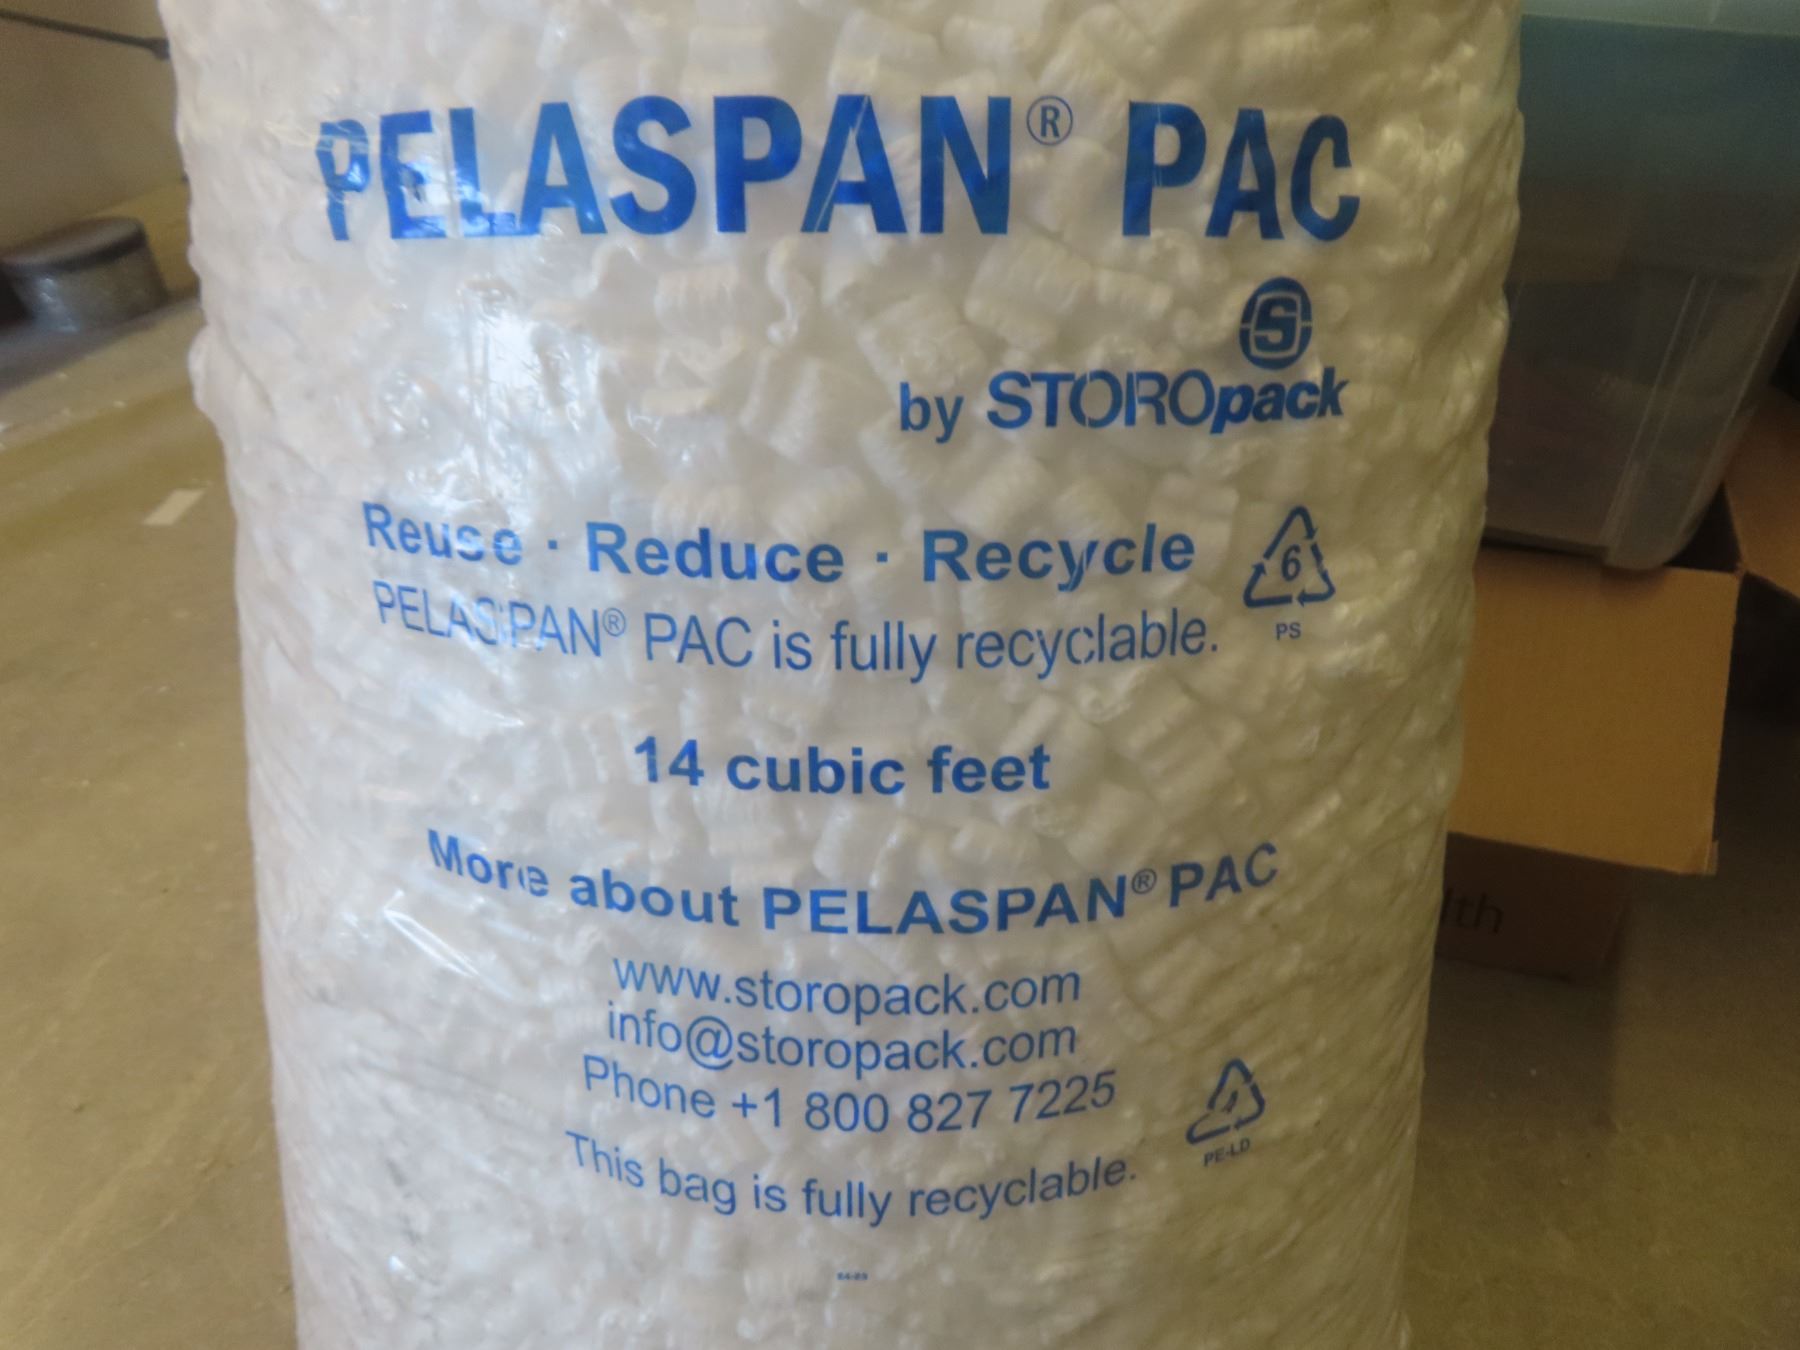 PELASPAN® PAC
S
by STOROpack
Reuse · Reduce · Recycle
6
PELASPAN® PAC is fully recyclable.
PS
14 cubic feet
More about PELASPAN® PAC
www.storopack.com
info@storopack.com
Phone +1 800 827 7225
4
PE-LD
This bag is fully recyclable.
lth